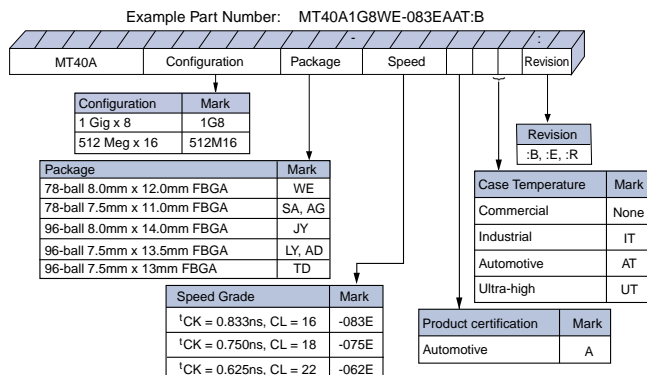 Example Part Number: MT40A1G8WE-083EAAT:B
- :
MT40A Configuration Package Speed Revision
Configuration Mark
1 Gig x 8 1G8
512 Meg x 16 512M16
Package Mark
78-ball 8.0mm x 12.0mm FBGA WE
78-ball 7.5mm x 11.0mm FBGA SA, AG
96-ball 8.0mm x 14.0mm FBGA JY
96-ball 7.5mm x 13.5mm FBGA LY, AD
96-ball 7.5mm x 13mm FBGA TD
Speed Grade Mark
tCK = 0.833ns, CL = 16 -083E
tCK = 0.750ns, CL = 18 -075E
tCK = 0.625ns, CL = 22 -062E
Revision
:B, :E, :R
Case Temperature Mark
Commercial None
Industrial IT
Automotive AT
Ultra-high UT
Product certification Mark
Automotive A